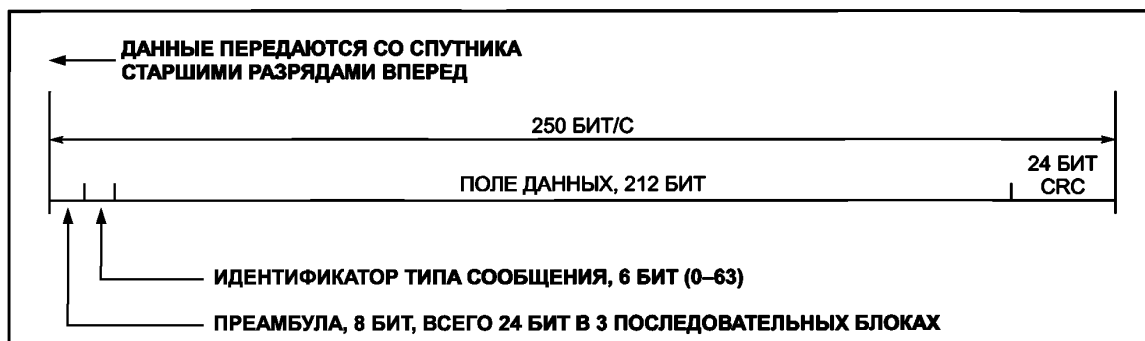 ДАННЫЕ ПЕРЕДАЮТСЯ СО СПУТНИКА
СТАРШИМИ РАЗРЯДАМИ ВПЕРЕД
250 БИТ/С
ПОЛЕ ДАННЫХ, 212 БИТ
24 БИТ
CRC
ИДЕНТИФИКАТОР ТИПА СООБЩЕНИЯ, 6 БИТ (0–63)
ПРЕАМБУЛА, 8 БИТ, ВСЕГО 24 БИТ В 3 ПОСЛЕДОВАТЕЛЬНЫХ БЛОКАХ